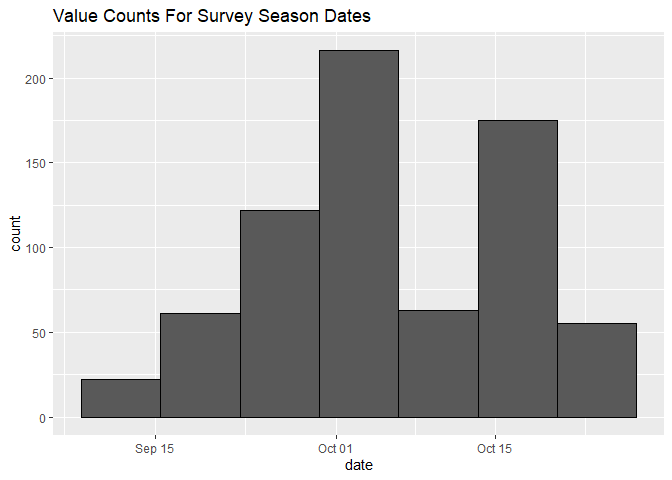 Value Counts For Survey Season Dates
200
150
100
50
0
count
Sep 15
Oct 01
Oct 15
date